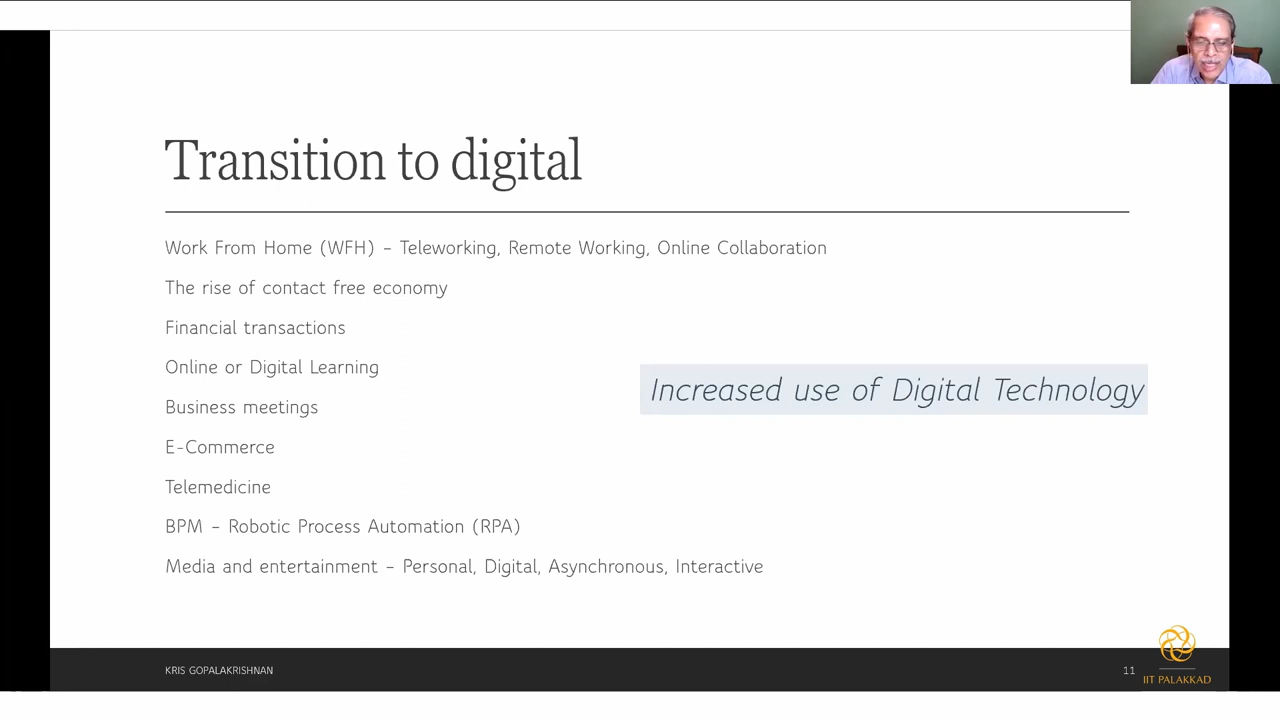 Transition to digital
Work From Home (WFH) – Teleworking, Remote Working, Online Collaboration
The rise of contact free economy
Financial transactions
Online or Digital Learning
Increased use of Digital Technology
Business meetings
E-Commerce
Telemedicine
BPM – Robotic Process Automation (RPA)
Media and entertainment – Personal, Digital, Asynchronous, Interactive
KRIS GOPALAKRISHNAN
11
IIT PALAKKAD